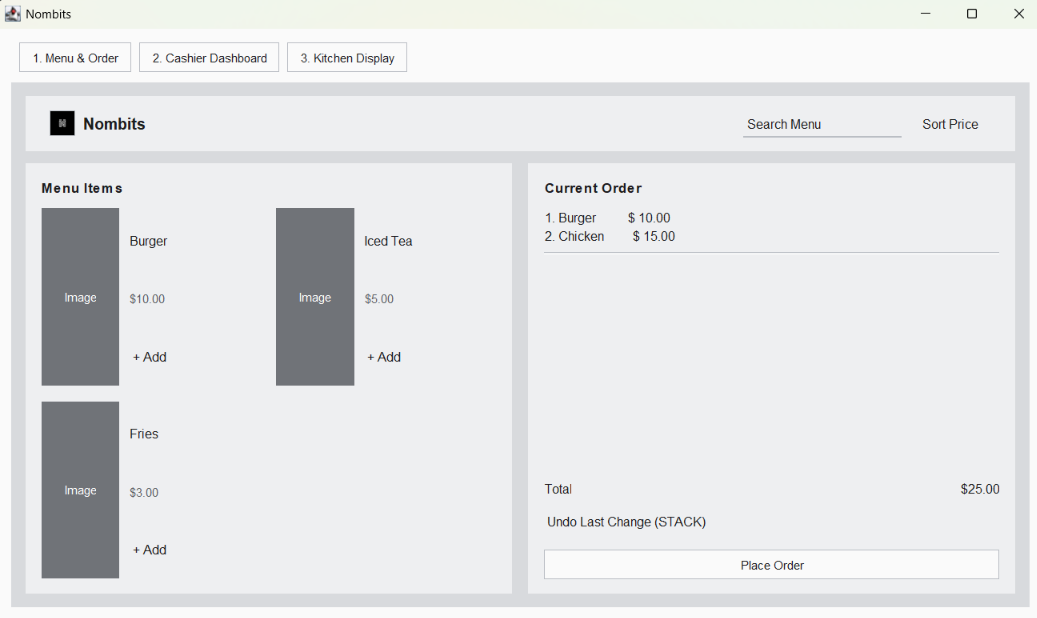 Nombits
1. Menu & Order
2. Cashier Dashboard
3. Kitchen Display
N
Nombits
Search Menu
Sort Price
Menu Items
Image
Burger
$10.00
+ Add
Image
Iced Tea
$5.00
+ Add
Image
Fries
$3.00
+ Add
Current Order
1. Burger $ 10.00
2. Chicken $ 15.00
Total $25.00
Undo Last Change (STACK)
Place Order